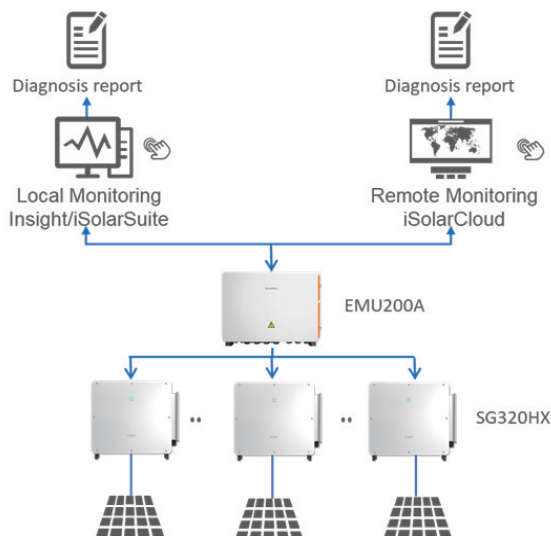 Diagnosis report
Diagnosis report
Local Monitoring
Insight/iSolarSuite
Remote Monitoring
iSolarCloud
EMU200A
SG320HX